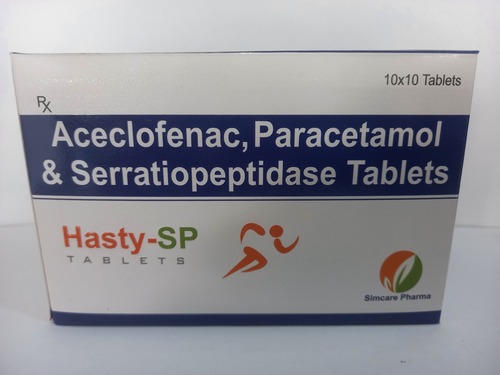 10x10 Tablets
Rx
Aceclofenac, Paracetamol
& Serratiopeptidase Tablets
Hasty-SP
TABLETS
Simcare Pharma